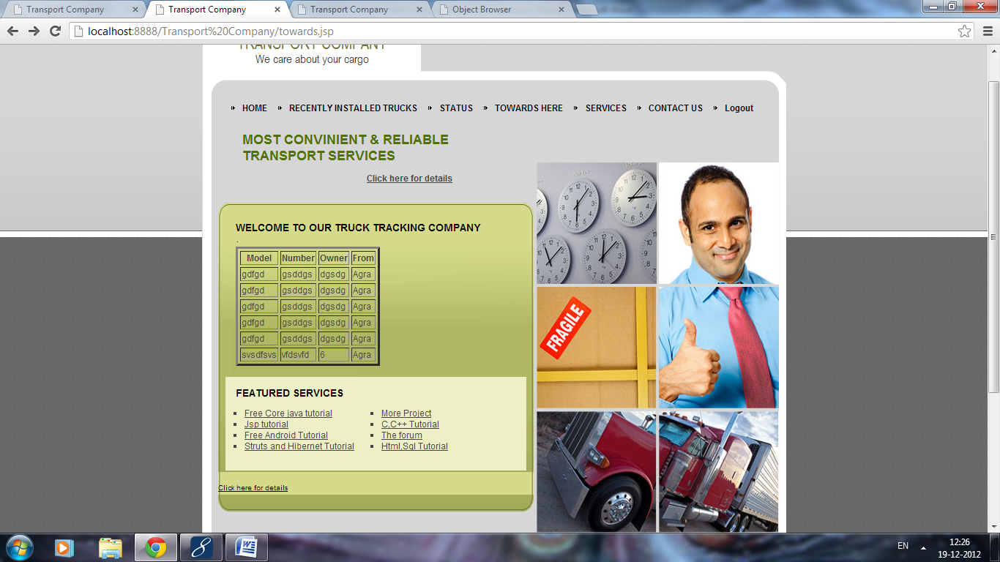 Transport Company
Transport Company
Transport Company
Object Browser
localhost:8888/Transport%20Company/towards.jsp
TRANSPORT COMPANY
We care about your cargo
HOME RECENTLY INSTALLED TRUCKS STATUS TOWARDS HERE SERVICES CONTACT US Logout
MOST CONVINIENT & RELIABLE
TRANSPORT SERVICES
Click here for details
WELCOME TO OUR TRUCK TRACKING COMPANY
.
Model Number Owner From
gdfgd gsddgs dgsdg Agra
gdfgd gsddgs dgsdg Agra
gdfgd gsddgs dgsdg Agra
gdfgd gsddgs dgsdg Agra
gdfgd gsddgs dgsdg Agra
svsdfsvs vfdsvfd 6 Agra
FRAGILE
FEATURED SERVICES
Free Core java tutorial
Jsp tutorial
Free Android Tutorial
Struts and Hibernet Tutorial
More Project
C,C++ Tutorial
The forum
Html,Sql Tutorial
Click here for details
EN
12:26
19-12-2012